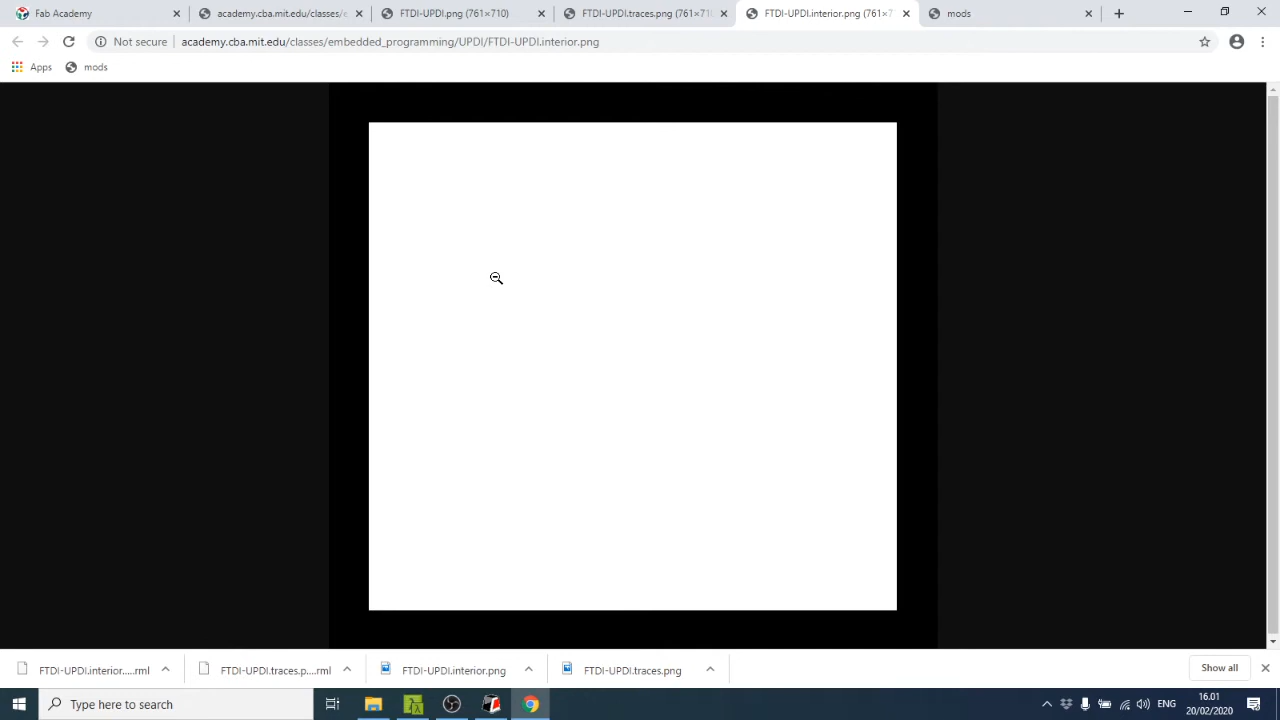 Fab Academy
academy.cba.mit.edu/classes/e
FTDI-UPDI.png (761×710)
FTDI-UPDI.traces.png (761×71
FTDI-UPDI.interior.png (761×7
mods
Not secure
academy.cba.mit.edu/classes/embedded_programming/UPDI/FTDI-UPDI.interior.png
Apps
mods
FTDI-UPDI.interior.....rml
FTDI-UPDI.traces.p....rml
FTDI-UPDI.interior.png
FTDI-UPDI.traces.png
Show all
Type here to search
ENG
16.01
20/02/2020